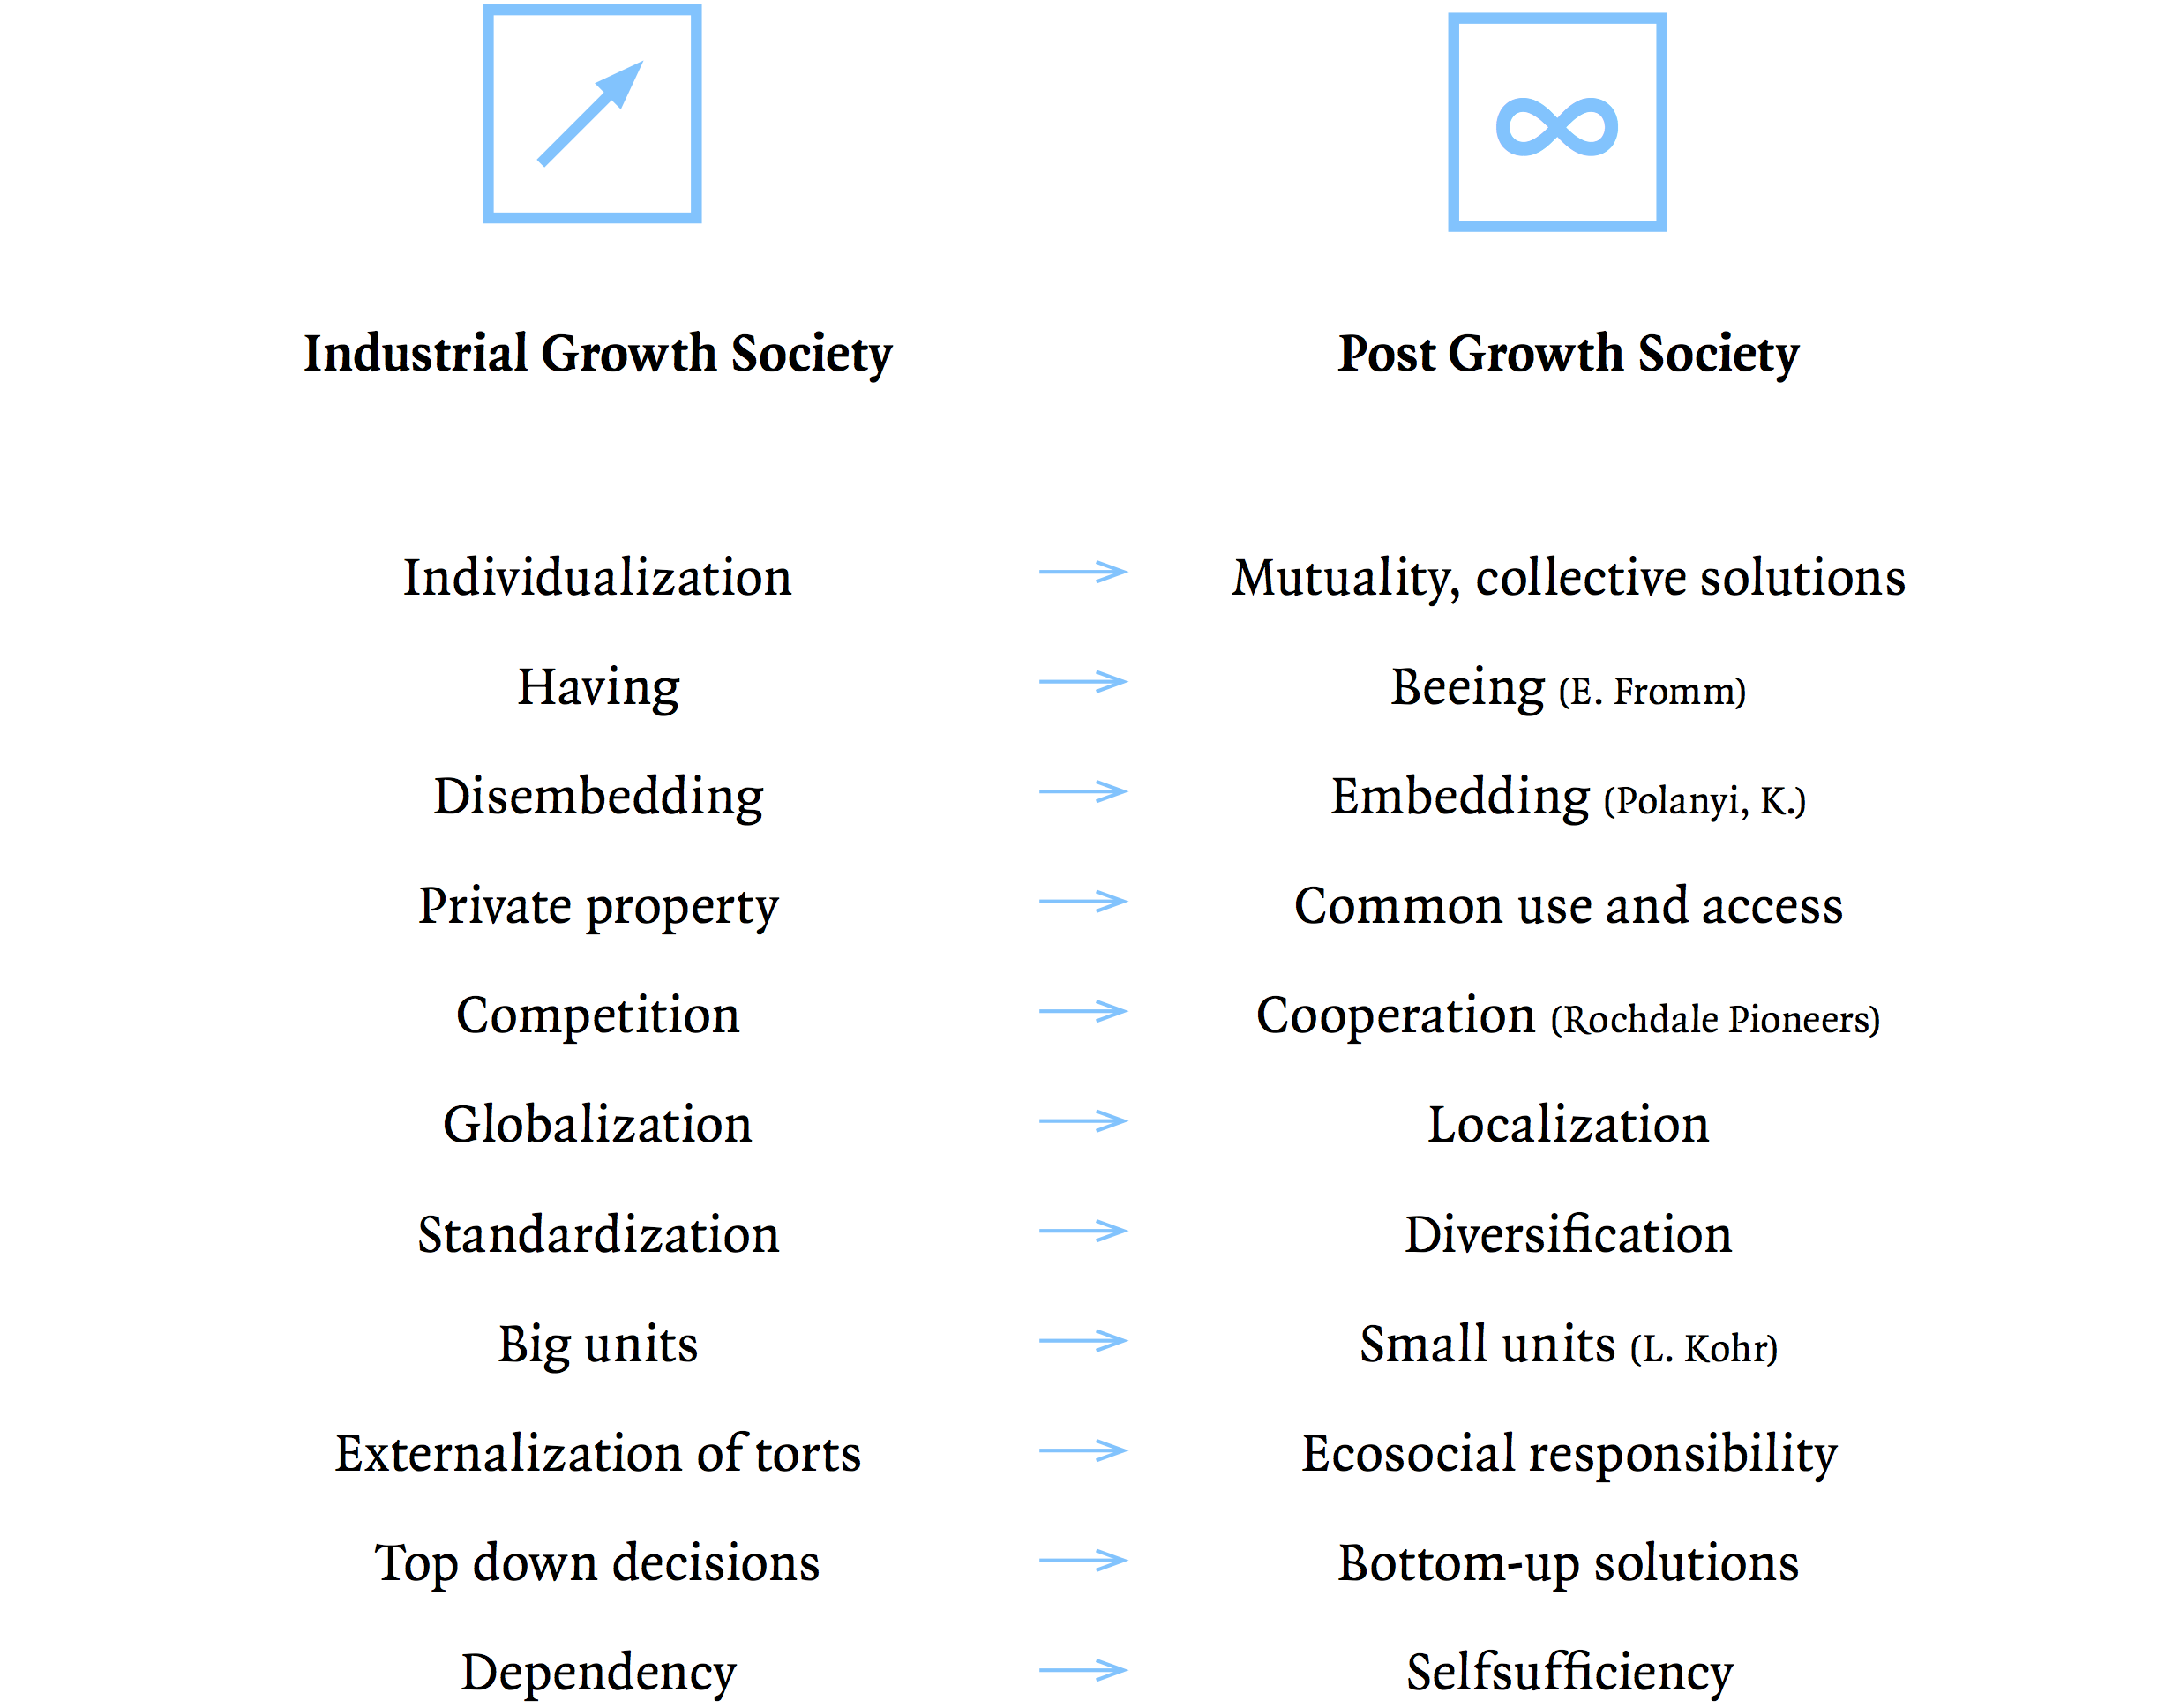 Industrial Growth Society Post Growth Society
Individualization → Mutuality, collective solutions
Having → Beeing (E. Fromm)
Disembedding → Embedding (Polanyi, K.)
Private property → Common use and access
Competition → Cooperation (Rochdale Pioneers)
Globalization → Localization
Standardization → Diversification
Big units → Small units (L. Kohr)
Externalization of torts → Ecosocial responsibility
Top down decisions → Bottom-up solutions
Dependency → Selfsufficiency